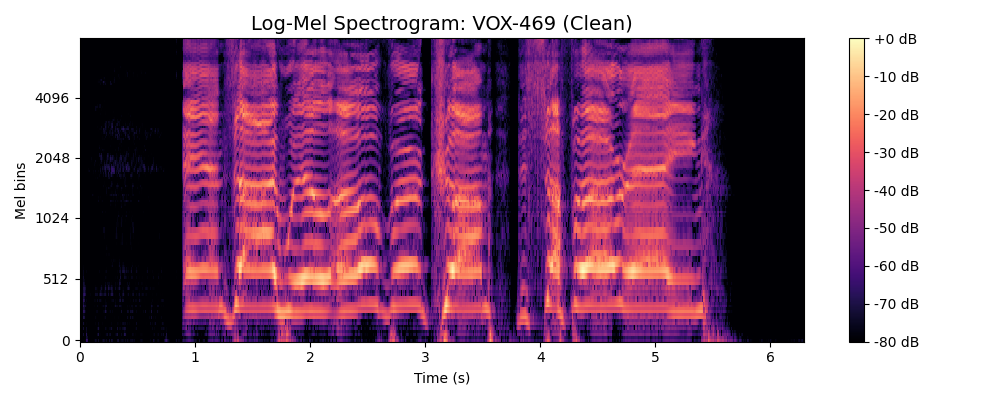 Log-Mel Spectrogram: VOX-469 (Clean)
Mel bins
4096
2048
1024
512
0
0 1 2 3 4 5 6
Time (s)
+0 dB
-10 dB
-20 dB
-30 dB
-40 dB
-50 dB
-60 dB
-70 dB
-80 dB